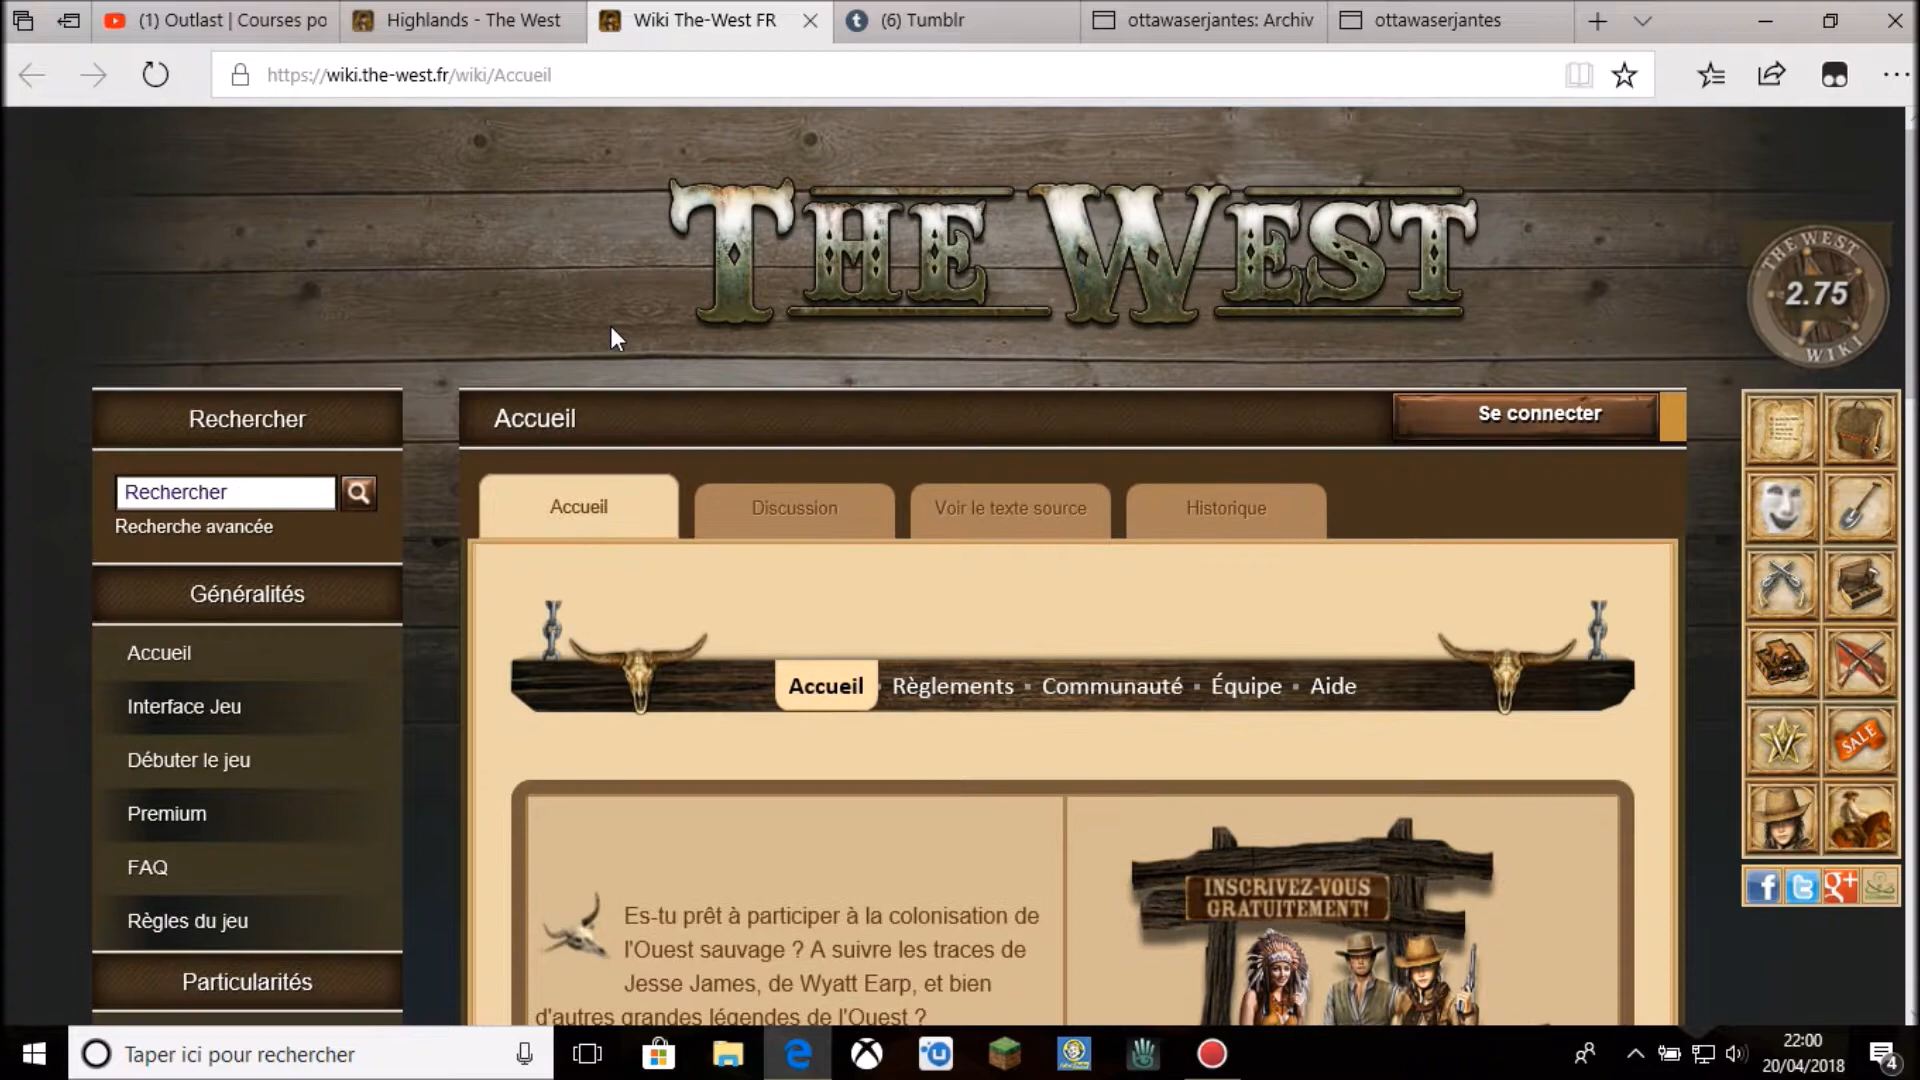 (1) Outlast | Courses po
Highlands - The West
Wiki The-West FR
(6) Tumblr
ottawaserjantes: Archiv
ottawaserjantes
https://wiki.the-west.fr/wiki/Accueil
THE WEST
THE WEST
2.75
WIKI
Rechercher
Accueil
Se connecter
Rechercher
Recherche avancée
Accueil
Discussion
Voir le texte source
Historique
Généralités
Accueil
Interface Jeu
Débuter le jeu
Premium
FAQ
Règles du jeu
Particularités
Accueil
Règlements
Communauté
Équipe
Aide
SALE
INSCRIVEZ-VOUS
GRATUITEMENT!
Es-tu prêt à participer à la colonisation de
l'Ouest sauvage ? A suivre les traces de
Jesse James, de Wyatt Earp, et bien
d'autres grandes légendes de l'Ouest ?
Taper ici pour rechercher
22:00
20/04/2018
4